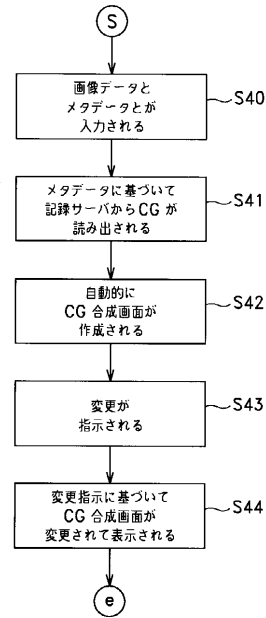 S
画像データと
メタデータとが
入力される
S40
メタデータに基づいて
記録サーバからCGが
読み出される
S41
自動的に
CG合成画面が
作成される
S42
変更が
指示される
S43
変更指示に基づいて
CG合成画面が
変更されて表示される
S44
e